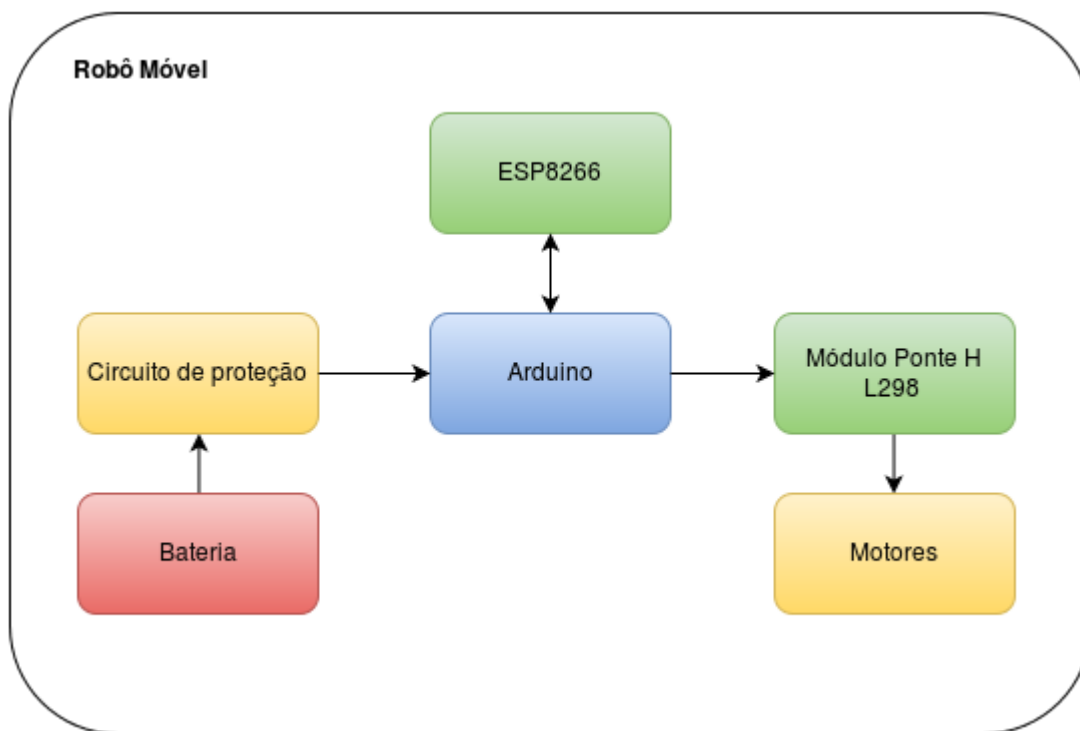 Robô Móvel
ESP8266
Circuito de proteção
Arduino
Módulo Ponte H
L298
Bateria
Motores